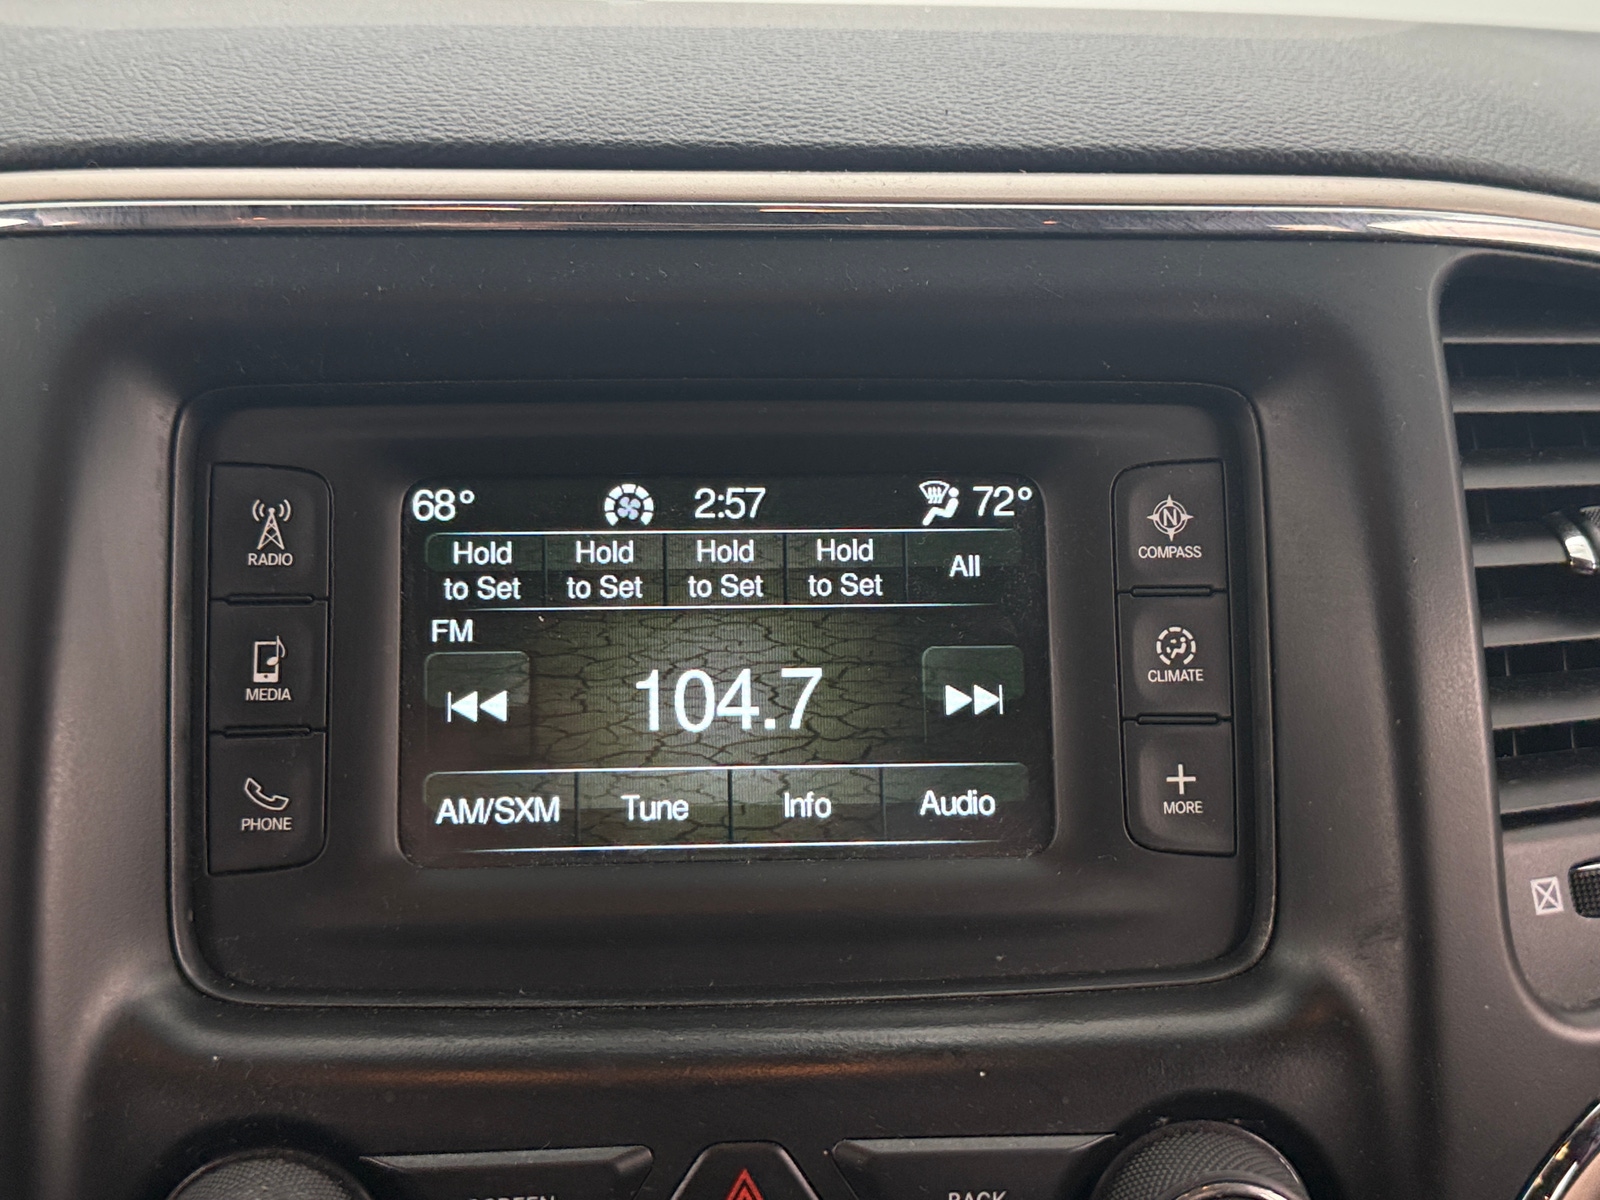 68° 2:57 72°
Hold Hold Hold Hold All
to Set to Set to Set to Set
FM
104.7
AM/SXM Tune Info Audio
RADIO
MEDIA
PHONE
N
COMPASS
CLIMATE
MORE
SCREEN
BACK